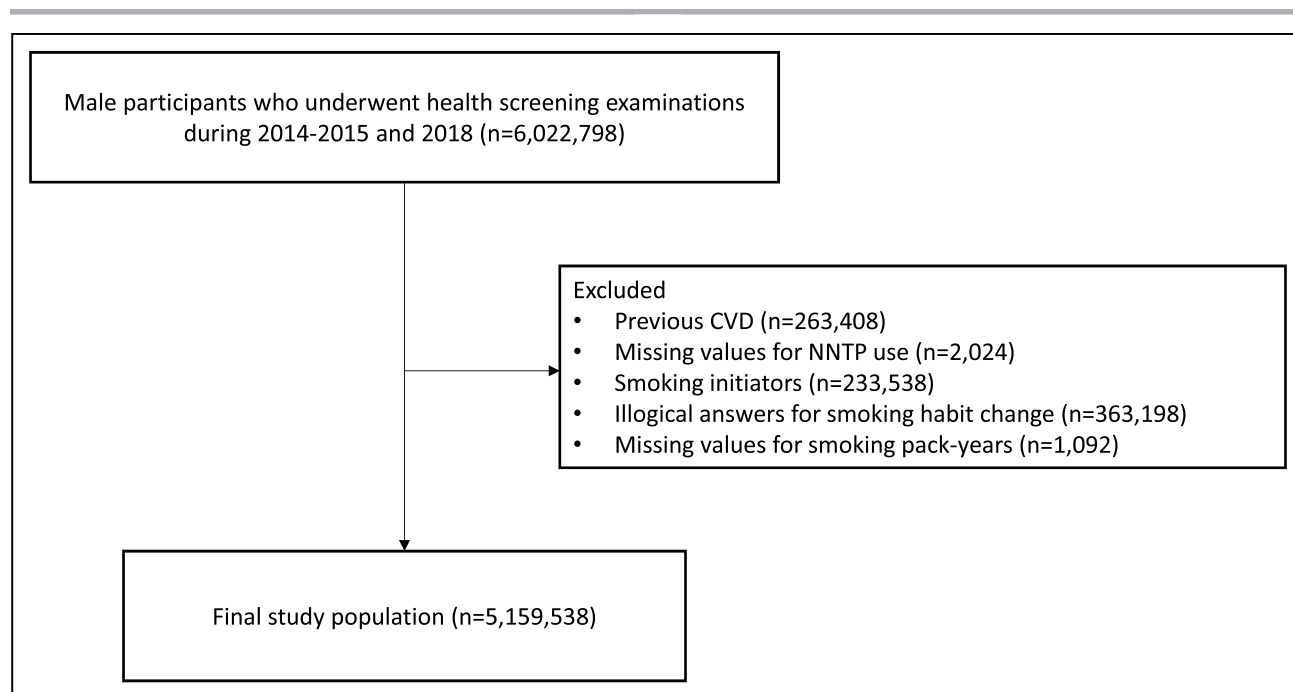 Male participants who underwent health screening examinations
during 2014-2015 and 2018 (n=6,022,798)
Excluded
• Previous CVD (n=263,408)
• Missing values for NNTP use (n=2,024)
• Smoking initiators (n=233,538)
• Illogical answers for smoking habit change (n=363,198)
• Missing values for smoking pack-years (n=1,092)
Final study population (n=5,159,538)